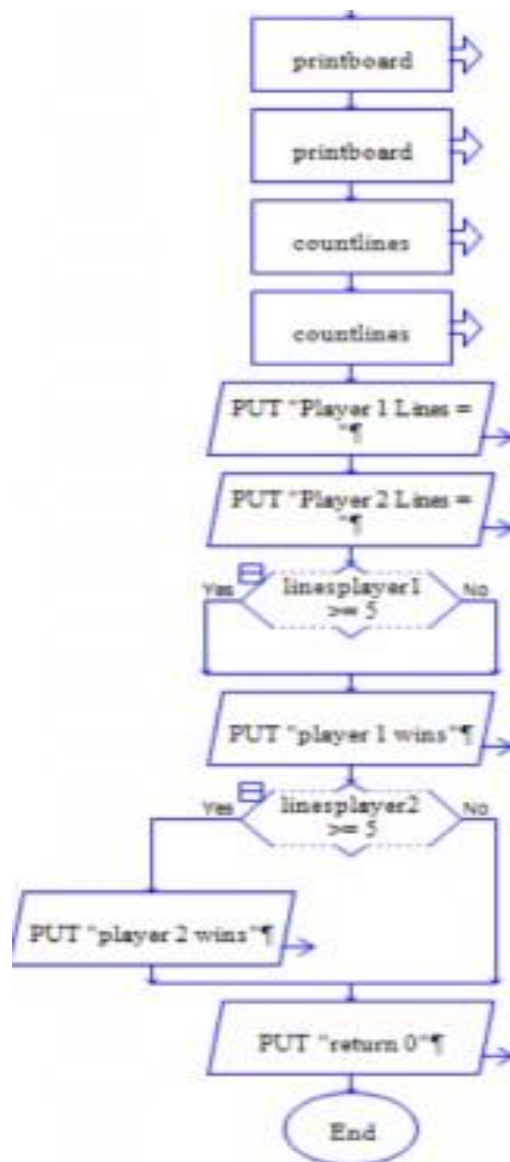 printboard
printboard
countlines
countlines
PUT "Player 1 Lines =
"¶
PUT "Player 2 Lines =
"¶
Yes
linesplayer1
>= 5
No
PUT "player 1 wins"¶
Yes
linesplayer2
>= 5
No
PUT "player 2 wins"¶
PUT "return 0"¶
End